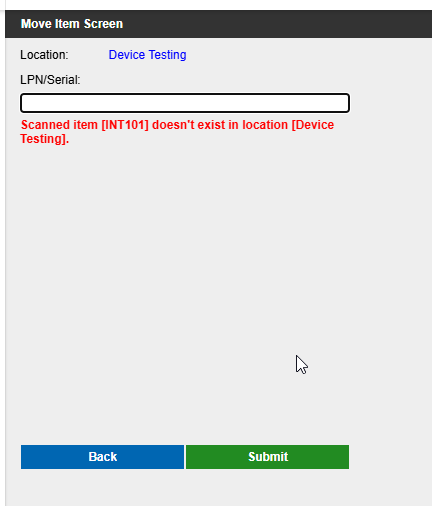 Move Item Screen
Location: Device Testing
LPN/Serial:
Scanned item [INT101] doesn't exist in location [Device
Testing].
Back Submit